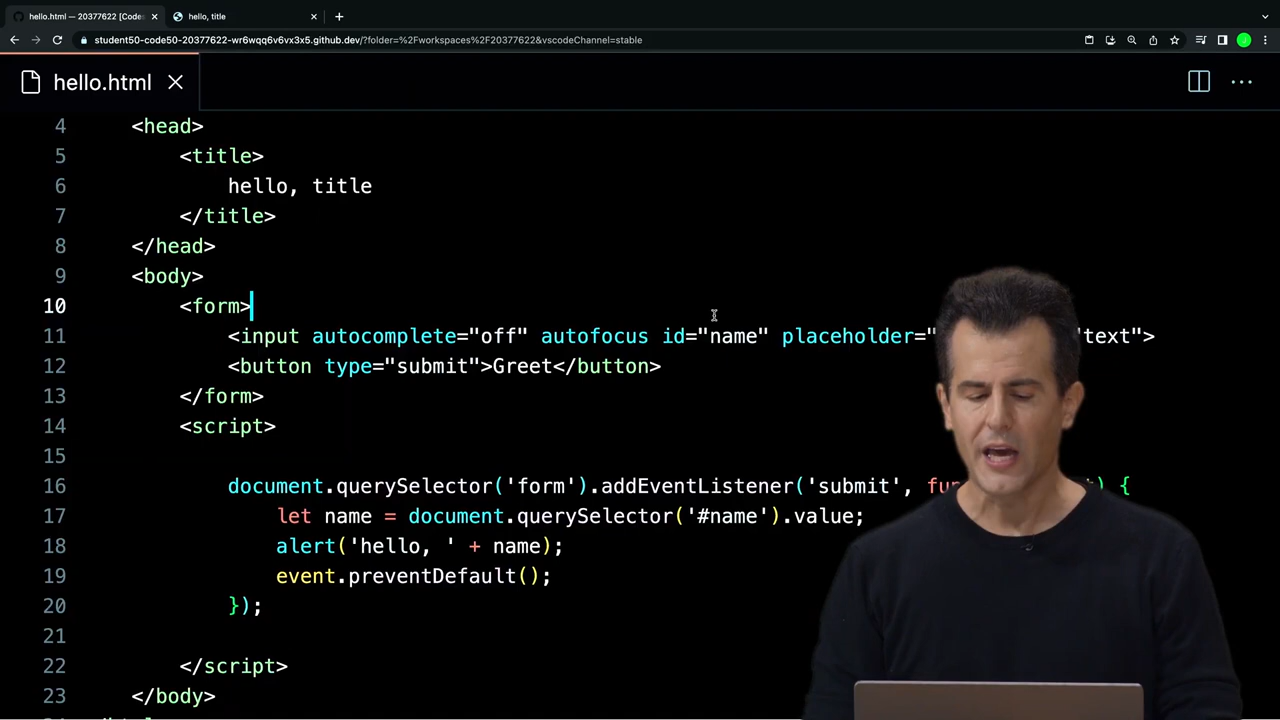 hello.html — 20377622 [Codes
hello, title
student50-code50-20377622-wr6wqq6v6vx3x5.github.dev/?folder=%2Fworkspaces%2F20377622&vscodeChannel=stable
hello.html
4 <head>
5 <title>
6 hello, title
7 </title>
8 </head>
9 <body>
10 <form>
11 <input autocomplete="off" autofocus id="name" placeholder= text">
12 <button type="submit">Greet</button>
13 </form>
14 <script>
15
16 document.querySelector('form').addEventListener('submit', ) {
17 let name = document.querySelector('#name').value;
18 alert('hello, ' + name);
19 event.preventDefault();
20 });
21
22 </script>
23 </body>